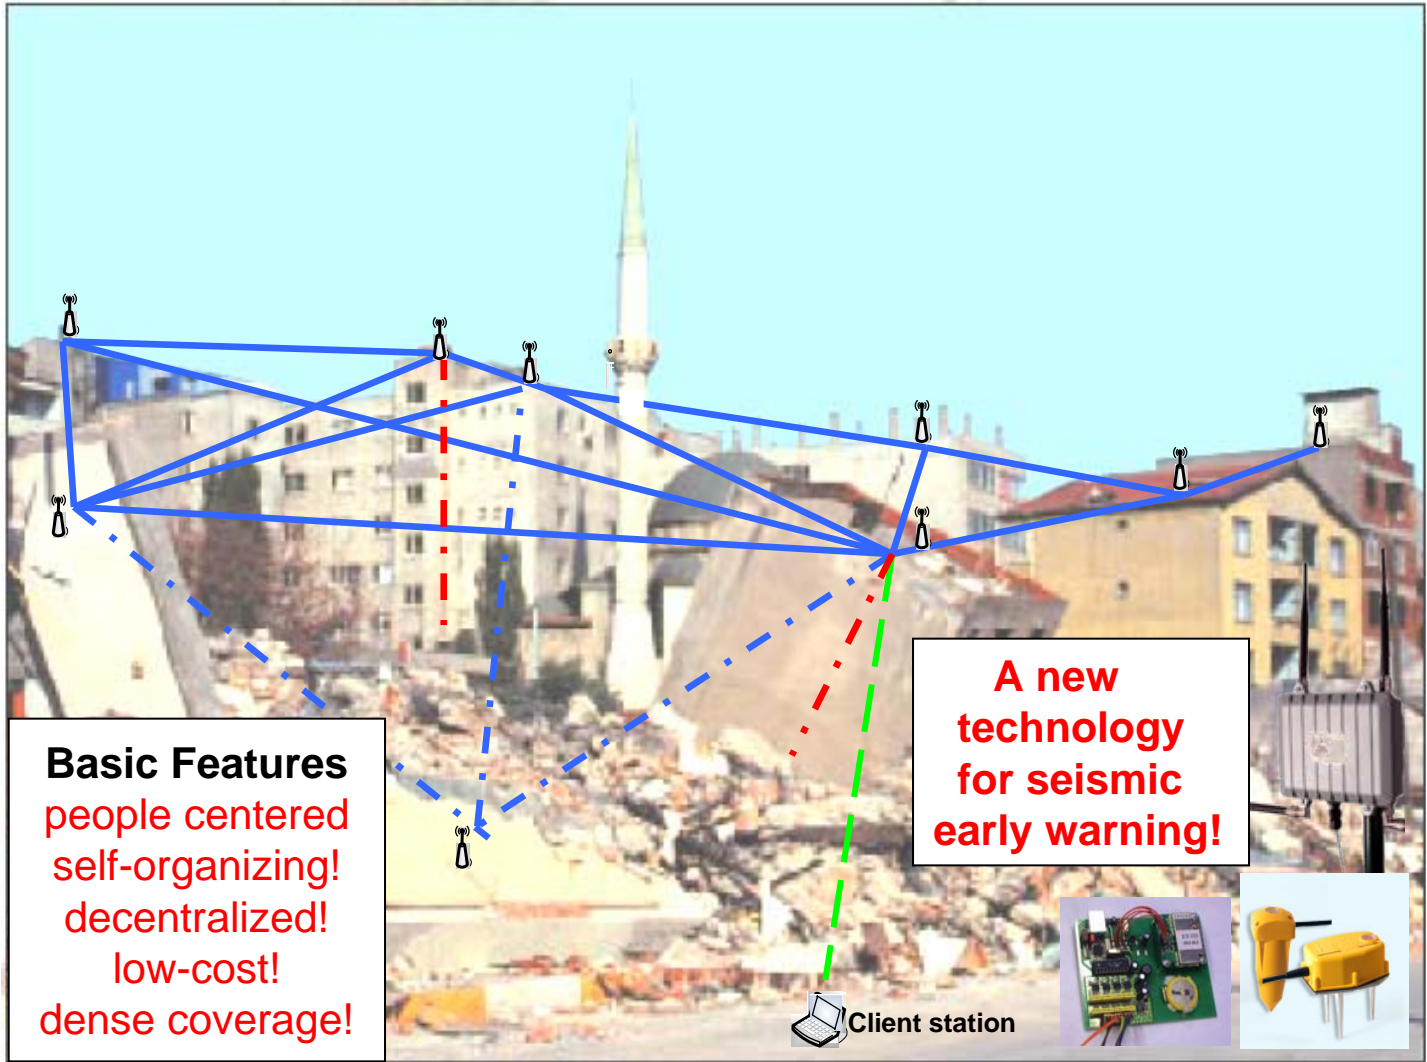 Basic Features
people centered
self-organizing!
decentralized!
low-cost!
dense coverage!
A new
technology
for seismic
early warning!
Client station